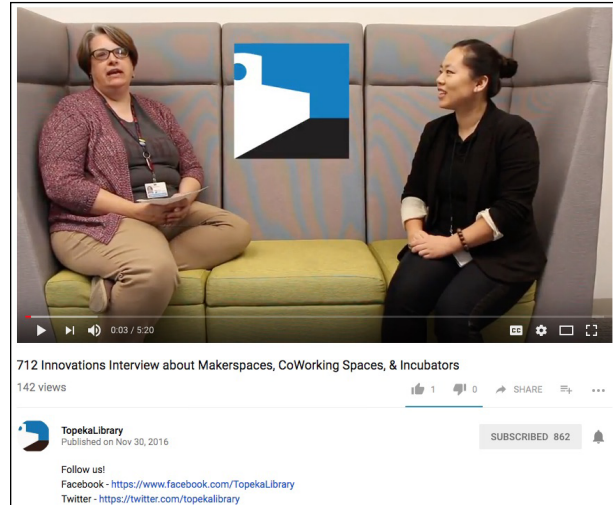 0:03 / 5:20
CC
712 Innovations Interview about Makerspaces, CoWorking Spaces, & Incubators
142 views
1 0 SHARE
TopekaLibrary
Published on Nov 30, 2016
SUBSCRIBED 862
Follow us!
Facebook - https://www.facebook.com/TopekaLibrary
Twitter - https://twitter.com/topekalibrary